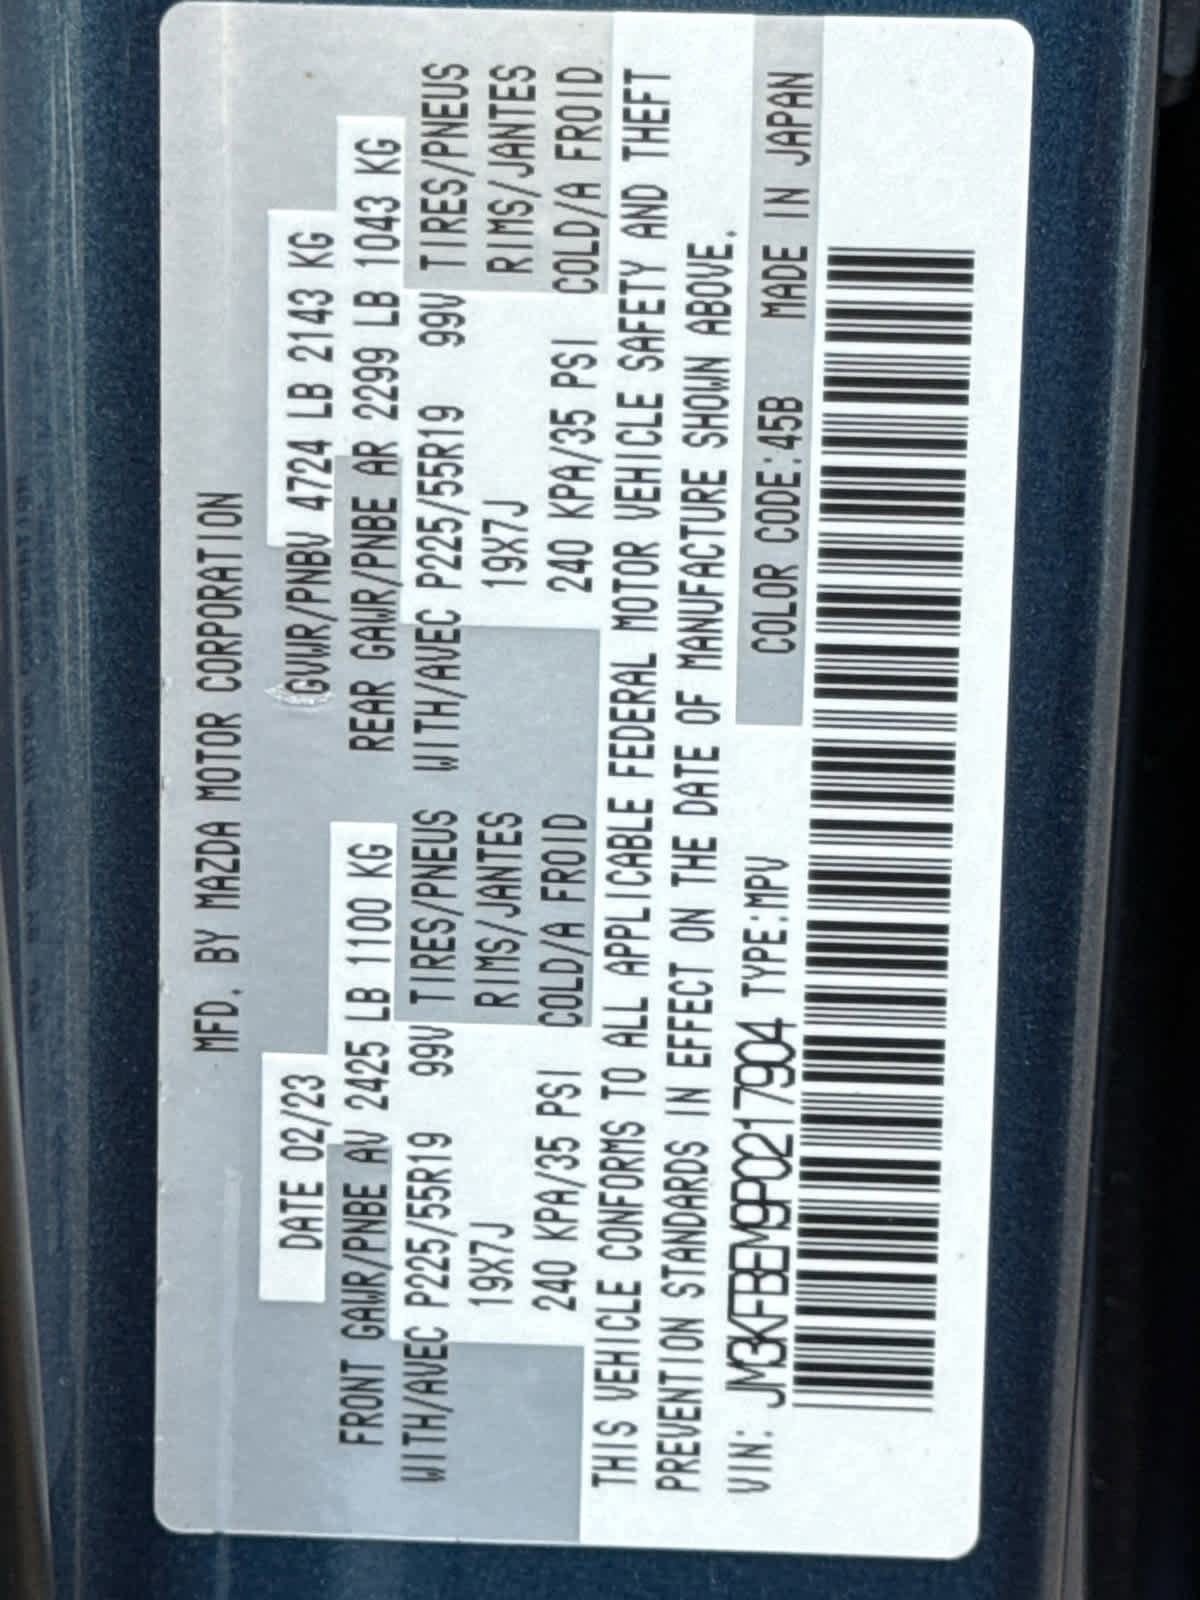 MFD. BY MAZDA MOTOR CORPORATION
DATE 02/23 GVWR/PNBV 4724 LB 2143 KG
FRONT GAWR/PNBE AV 2425 LB 1100 KG REAR GAWR/PNBE AR 2299 LB 1043 KG
WITH/AVEC P225/55R19 99V TIRES/PNEUS WITH/AVEC P225/55R19 99V TIRES/PNEUS
19X7J RIMS/JANTES 19X7J RIMS/JANTES
240 KPA/35 PSI COLD/A FROID 240 KPA/35 PSI COLD/A FROID
THIS VEHICLE CONFORMS TO ALL APPLICABLE FEDERAL MOTOR VEHICLE SAFETY AND THEFT
PREVENTION STANDARDS IN EFFECT ON THE DATE OF MANUFACTURE SHOWN ABOVE.
VIN: JM3KFBEM9P0217904 TYPE:MPV COLOR CODE:45B MADE IN JAPAN